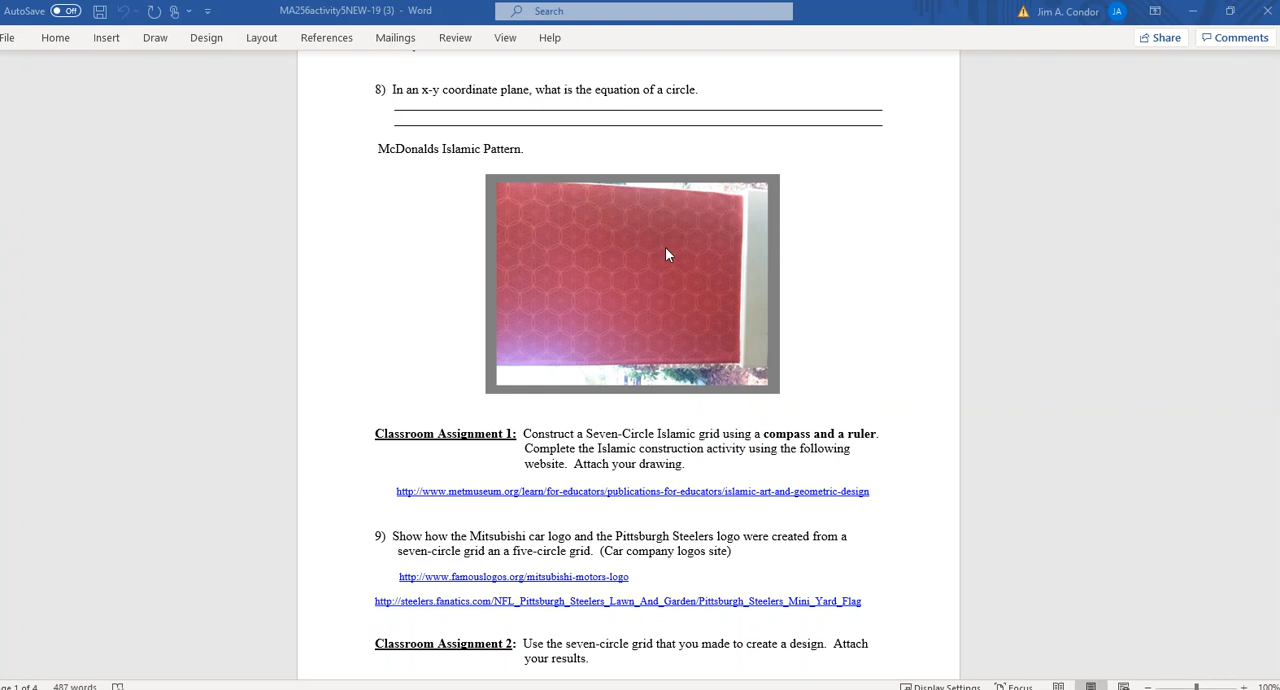 AutoSave Off MA256activity5NEW-19 (3) - Word Search Jim A. Condor JA
File Home Insert Draw Design Layout References Mailings Review View Help Share Comments
8) In an x-y coordinate plane, what is the equation of a circle.
McDonalds Islamic Pattern.
Classroom Assignment 1: Construct a Seven-Circle Islamic grid using a compass and a ruler.
Complete the Islamic construction activity using the following
website. Attach your drawing.
http://www.metmuseum.org/learn/for-educators/publications-for-educators/islamic-art-and-geometric-design
9) Show how the Mitsubishi car logo and the Pittsburgh Steelers logo were created from a
seven-circle grid an a five-circle grid. (Car company logos site)
http://www.famouslogos.org/mitsubishi-motors-logo
http://steelers.fanatics.com/NFL_Pittsburgh_Steelers_Lawn_And_Garden/Pittsburgh_Steelers_Mini_Yard_Flag
Classroom Assignment 2: Use the seven-circle grid that you made to create a design. Attach
your results.
ge 1 of 4 487 words Display Settings Focus 100%